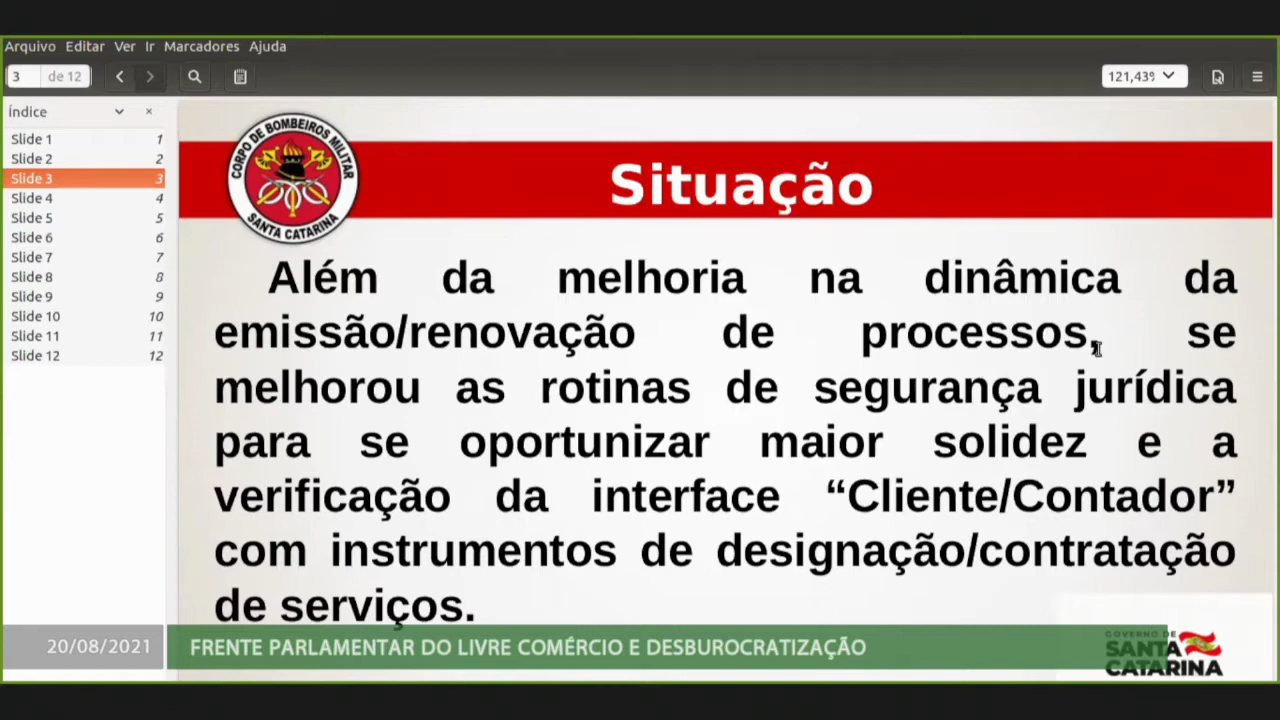 Arquivo Editar Ver Ir Marcadores Ajuda
3 de 12
121,43%
Índice
Slide 1 1
Slide 2 2
Slide 3 3
Slide 4 4
Slide 5 5
Slide 6 6
Slide 7 7
Slide 8 8
Slide 9 9
Slide 10 10
Slide 11 11
Slide 12 12
CORPO DE BOMBEIROS MILITAR
SANTA CATARINA
Situação
Além da melhoria na dinâmica da
emissão/renovação de processos, se
melhorou as rotinas de segurança jurídica
para se oportunizar maior solidez e a
verificação da interface “Cliente/Contador”
com instrumentos de designação/contratação
de serviços.
20/08/2021
FRENTE PARLAMENTAR DO LIVRE COMÉRCIO E DESBUROCRATIZAÇÃO
GOVERNO DE
SANTA
CATARINA